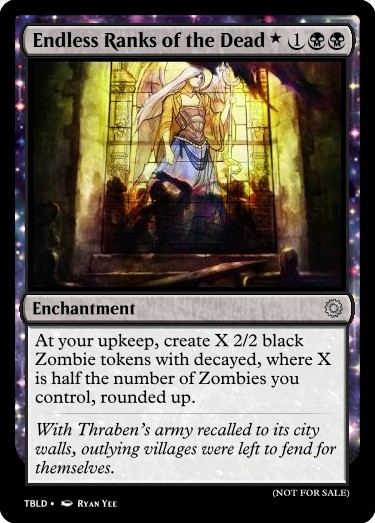 Endless Ranks of the Dead ★ 1
Enchantment
At your upkeep, create X 2/2 black
Zombie tokens with decayed, where X
is half the number of Zombies you
control, rounded up.
With Thraben's army recalled to its city
walls, outlying villages were left to fend for
themselves.
(NOT FOR SALE)
TBLD • Ryan Yee